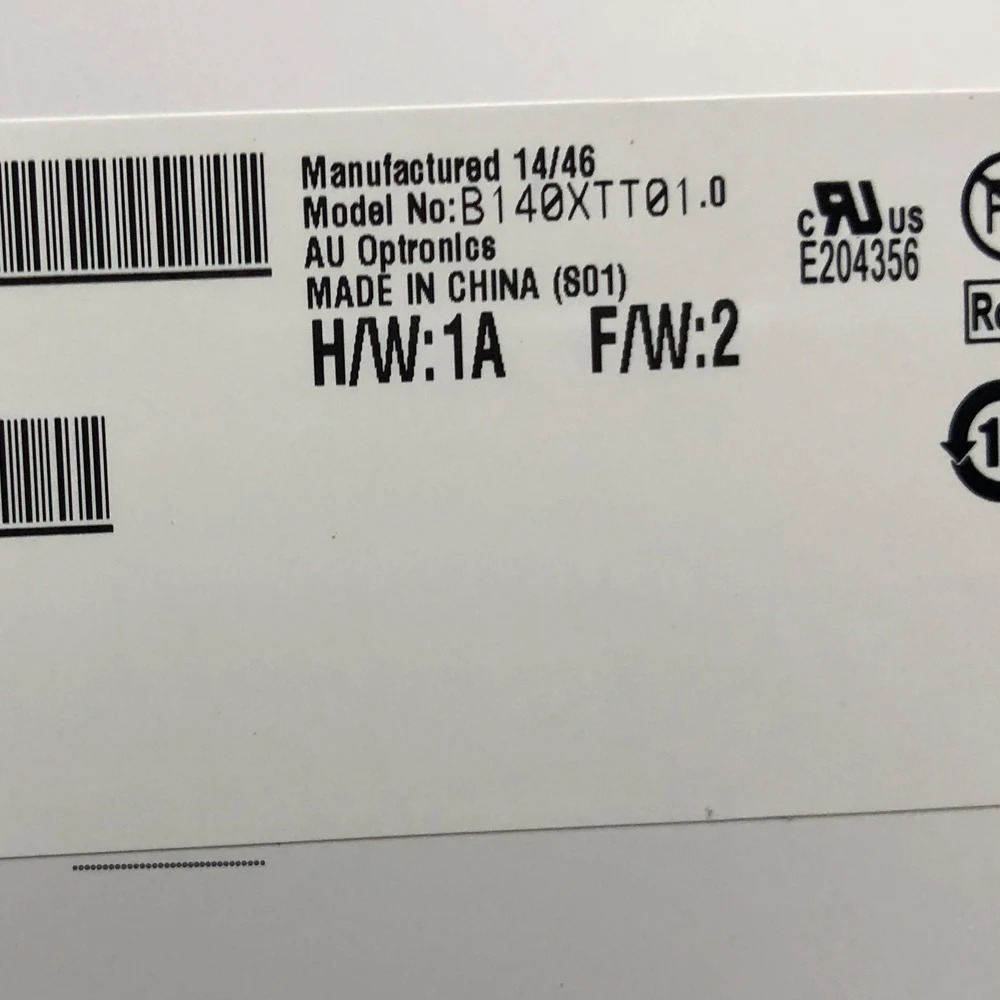 Manufactured 14/46
Model No:B140XTT01.0
AU Optronics
MADE IN CHINA (S01)
H/W:1A F/W:2
c US
E204356